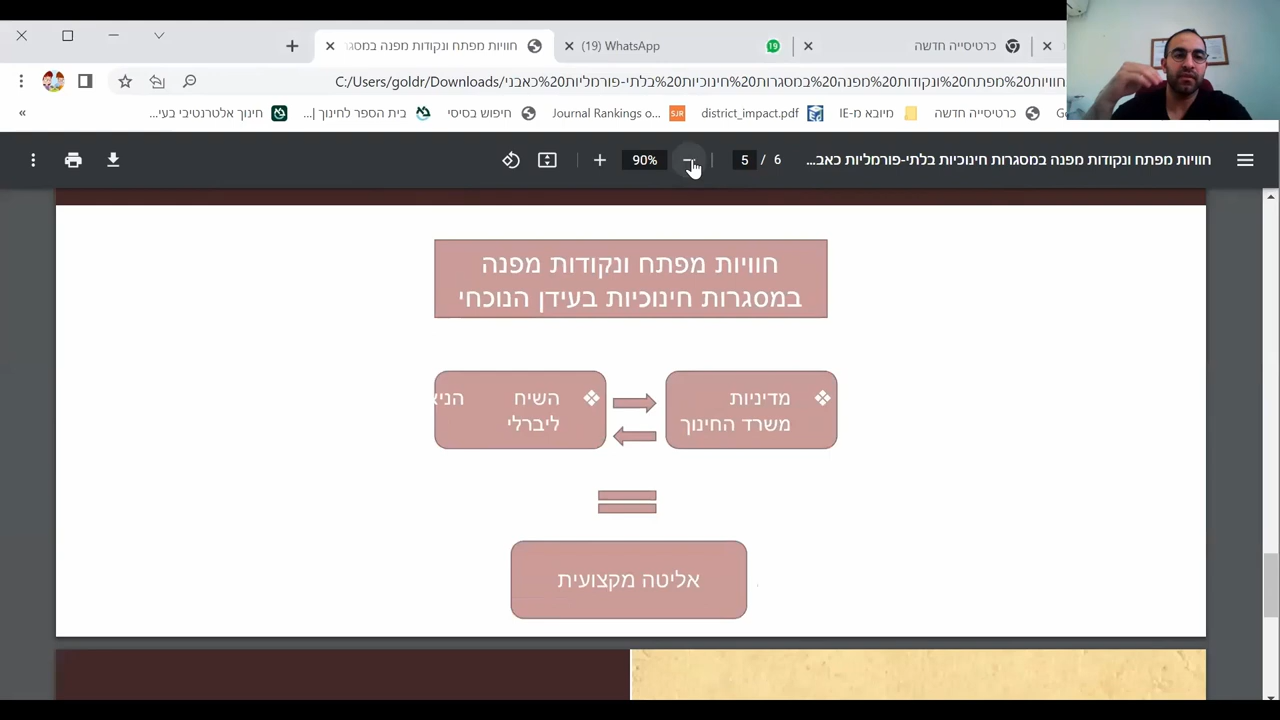 חוויות מפתח ונקודות מפנה במסג
(19) WhatsApp
19
כרטיסייה חדשה
C:/Users/goldr/Downloads/חוויות%20מפתח%20ונקודות%20מפנה%20במסגרות%20חינוכיות%20בלתי-פורמליות%20כאבני
חינוך אלטרנטיבי בעי...
בית הספר לחינוך |...
חיפוש בסיסי
Journal Rankings o...
SJR
district_impact.pdf
מיובא מ-IE
כרטיסייה חדשה
»
90%
5 / 6
חוויות מפתח ונקודות מפנה במסגרות חינוכיות בלתי-פורמליות כאב...
חוויות מפתח ונקודות מפנה
במסגרות חינוכיות בעידן הנוכחי
❖ מדיניות
משרד החינוך
❖ השיח
ליברלי
אליטה מקצועית